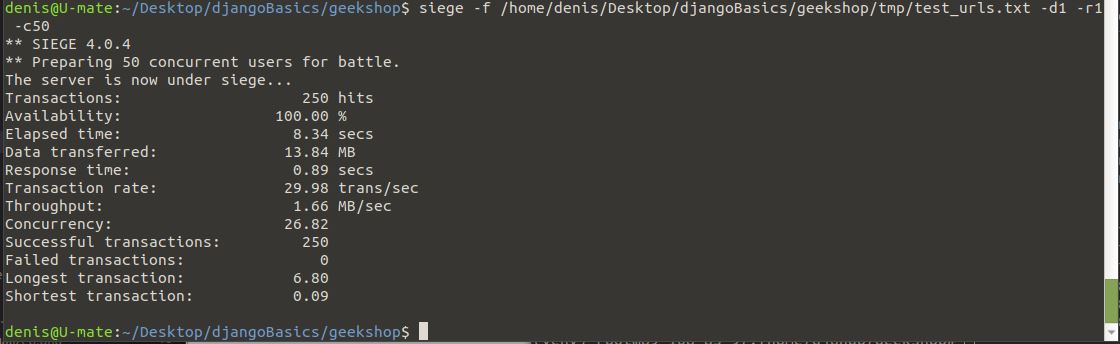 denis@U-mate:~/Desktop/djangoBasics/geekshop$ siege -f /home/denis/Desktop/djangoBasics/geekshop/tmp/test_urls.txt -d1 -r1
 -c50
** SIEGE 4.0.4
** Preparing 50 concurrent users for battle.
The server is now under siege...
Transactions:                    250 hits
Availability:                 100.00 %
Elapsed time:                   8.34 secs
Data transferred:              13.84 MB
Response time:                  0.89 secs
Transaction rate:              29.98 trans/sec
Throughput:                     1.66 MB/sec
Concurrency:                   26.82
Successful transactions:         250
Failed transactions:               0
Longest transaction:            6.80
Shortest transaction:           0.09
denis@U-mate:~/Desktop/djangoBasics/geekshop$